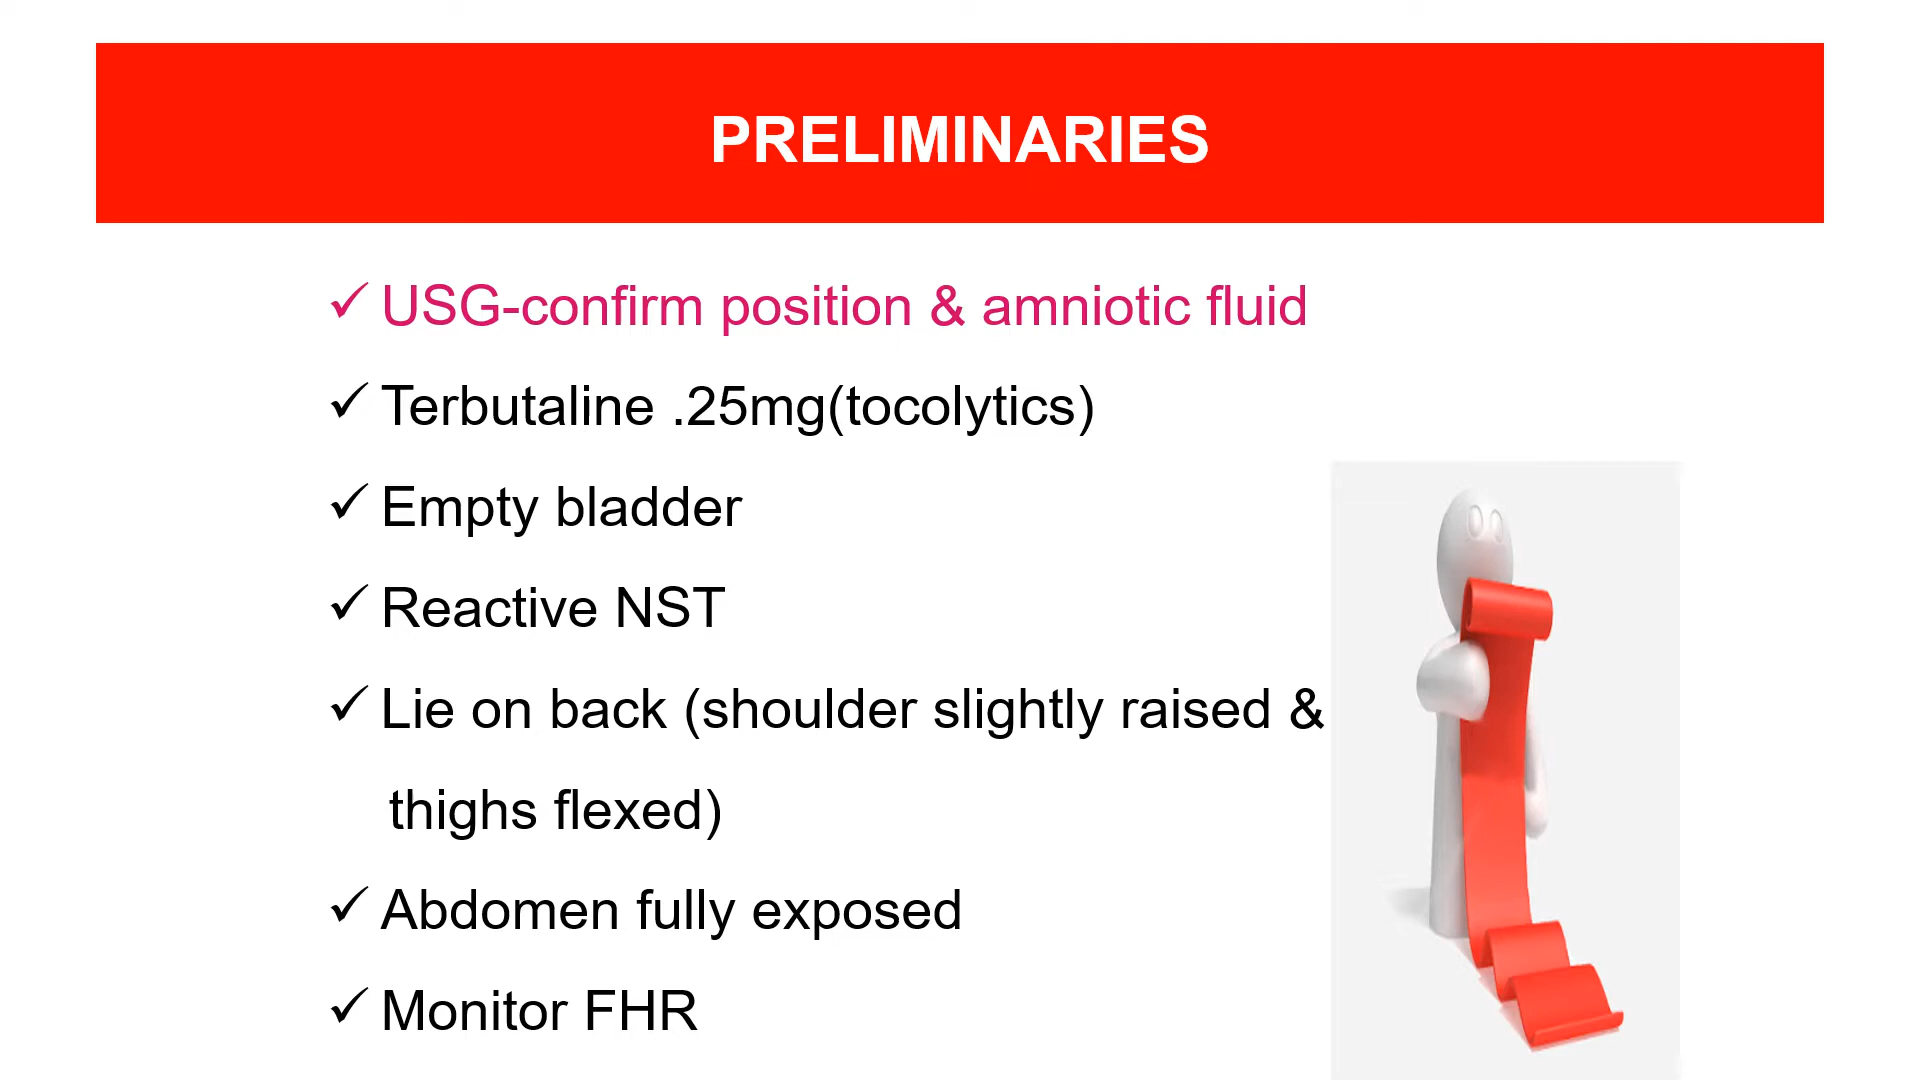 PRELIMINARIES
✓ USG-confirm position & amniotic fluid
✓ Terbutaline .25mg(tocolytics)
✓ Empty bladder
✓ Reactive NST
✓ Lie on back (shoulder slightly raised &
thighs flexed)
✓ Abdomen fully exposed
✓ Monitor FHR